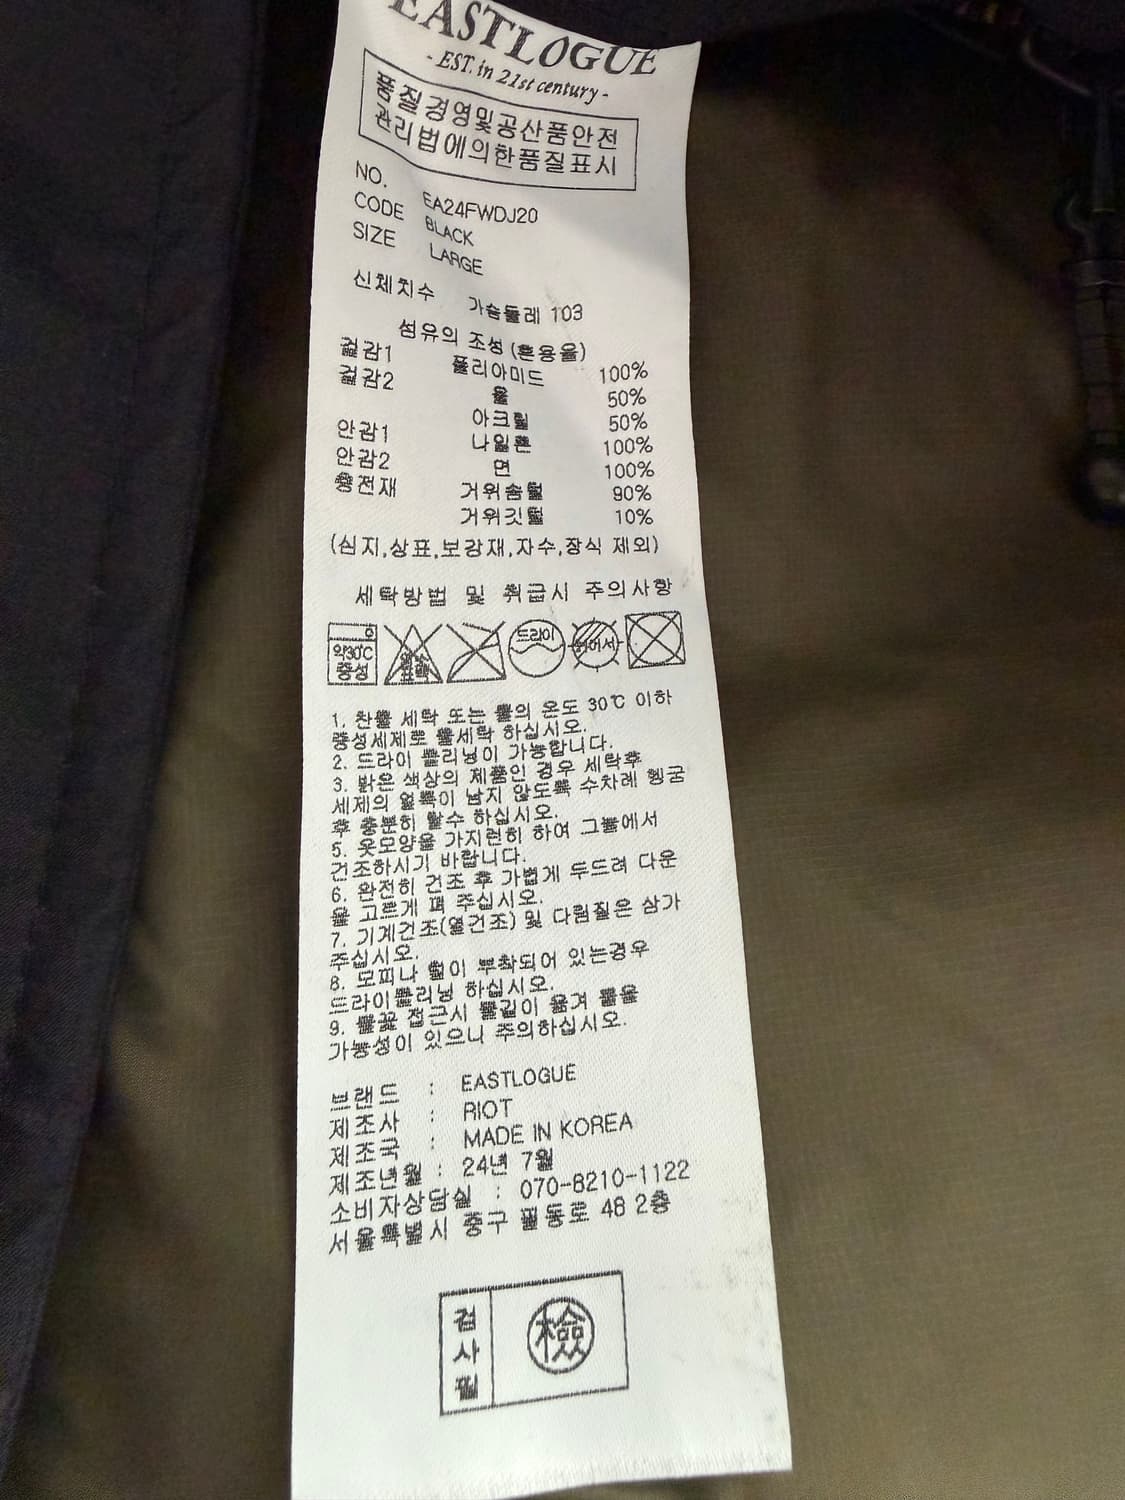 EASTLOGUE
- EST. in 21st century -
품질경영및공산품안전
관리법에의한품질표시
NO. EA24FWDJ20
CODE BLACK
SIZE LARGE
신체치수 가슴둘레 103
섬유의 조성 (혼용율)
겉감1 폴리아미드 100%
겉감2 울 50%
아크릴 50%
안감1 나일론 100%
안감2 면 100%
충전재 거위솜털 90%
거위깃털 10%
(심지,상표,보강재,자수,장식 제외)
세탁방법 및 취급시 주의사항
약30℃
중성
염소
표백
드라이
뉘어서
1. 찬물 세탁 또는 물의 온도 30℃ 이하
중성세제로 물세탁 하십시오.
2. 드라이 클리닝이 가능합니다.
3. 밝은 색상의 제품인 경우 세탁후
세제의 얼룩이 남지 않도록 수차례 헹굼
후 충분히 탈수 하십시오.
5. 옷모양을 가지런히 하여 그늘에서
건조하시기 바랍니다.
6. 완전히 건조 후 가볍게 두드려 다운
을 고르게 펴 주십시오.
7. 기계건조(열건조) 및 다림질은 삼가
주십시오.
8. 모피나 털이 부착되어 있는경우
드라이클리닝 하십시오.
9. 불꽃 접근시 불길이 옮겨 붙을
가능성이 있으니 주의하십시오.
브랜드 : EASTLOGUE
제조사 : RIOT
제조국 : MADE IN KOREA
제조년월 : 24년 7월
소비자상담실 : 070-8210-1122
서울특별시 중구 필동로 48 2층
검사필
檢